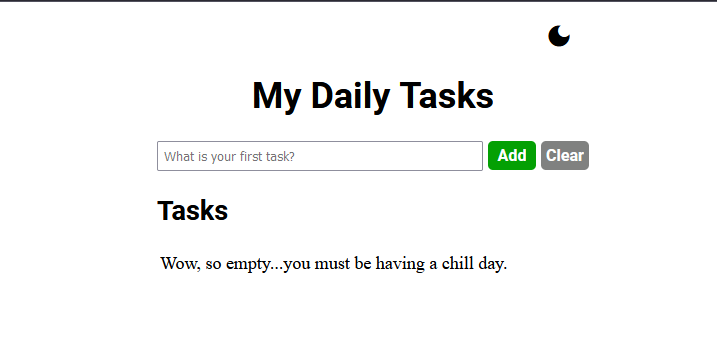 My Daily Tasks
What is your first task?
Add
Clear
Tasks
Wow, so empty...you must be having a chill day.